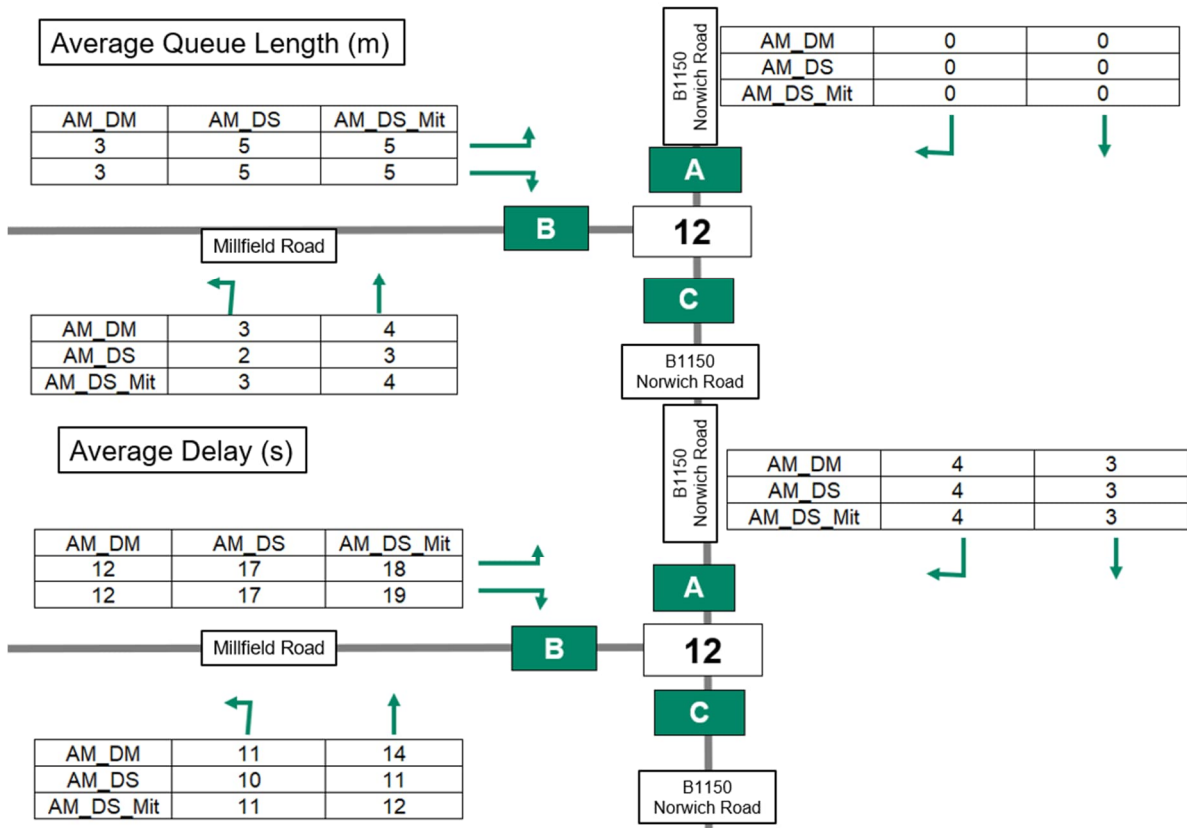 Average Queue Length (m)
B1150
Norwich Road
AM_DM 0 0
AM_DS 0 0
AM_DS_Mit 0 0
AM_DM AM_DS AM_DS_Mit
3 5 5
3 5 5
A
B
12
Millfield Road
C
AM_DM 3 4
AM_DS 2 3
AM_DS_Mit 3 4
B1150
Norwich Road
Average Delay (s)
B1150
Norwich Road
AM_DM 4 3
AM_DS 4 3
AM_DS_Mit 4 3
AM_DM AM_DS AM_DS_Mit
12 17 18
12 17 19
A
Millfield Road
B
12
C
AM_DM 11 14
AM_DS 10 11
AM_DS_Mit 11 12
B1150
Norwich Road